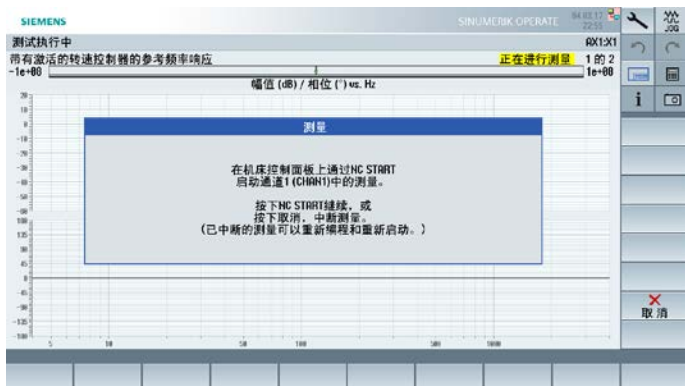 SIEMENS
SINUMERIK OPERATE
JOG
测试执行中
AX1:X1
带有激活的转速控制器的参考频率响应
正在进行测量
1 的 2
-1e+08
1e+08
幅值 (dB) / 相位 (°) vs. Hz
测量
在机床控制面板上通过NC START
启动通道1 (CHAN1)中的测量。
按下NC START继续，或
按下取消，中断测量。
(已中断的测量可以重新编程和重新启动。)
取消